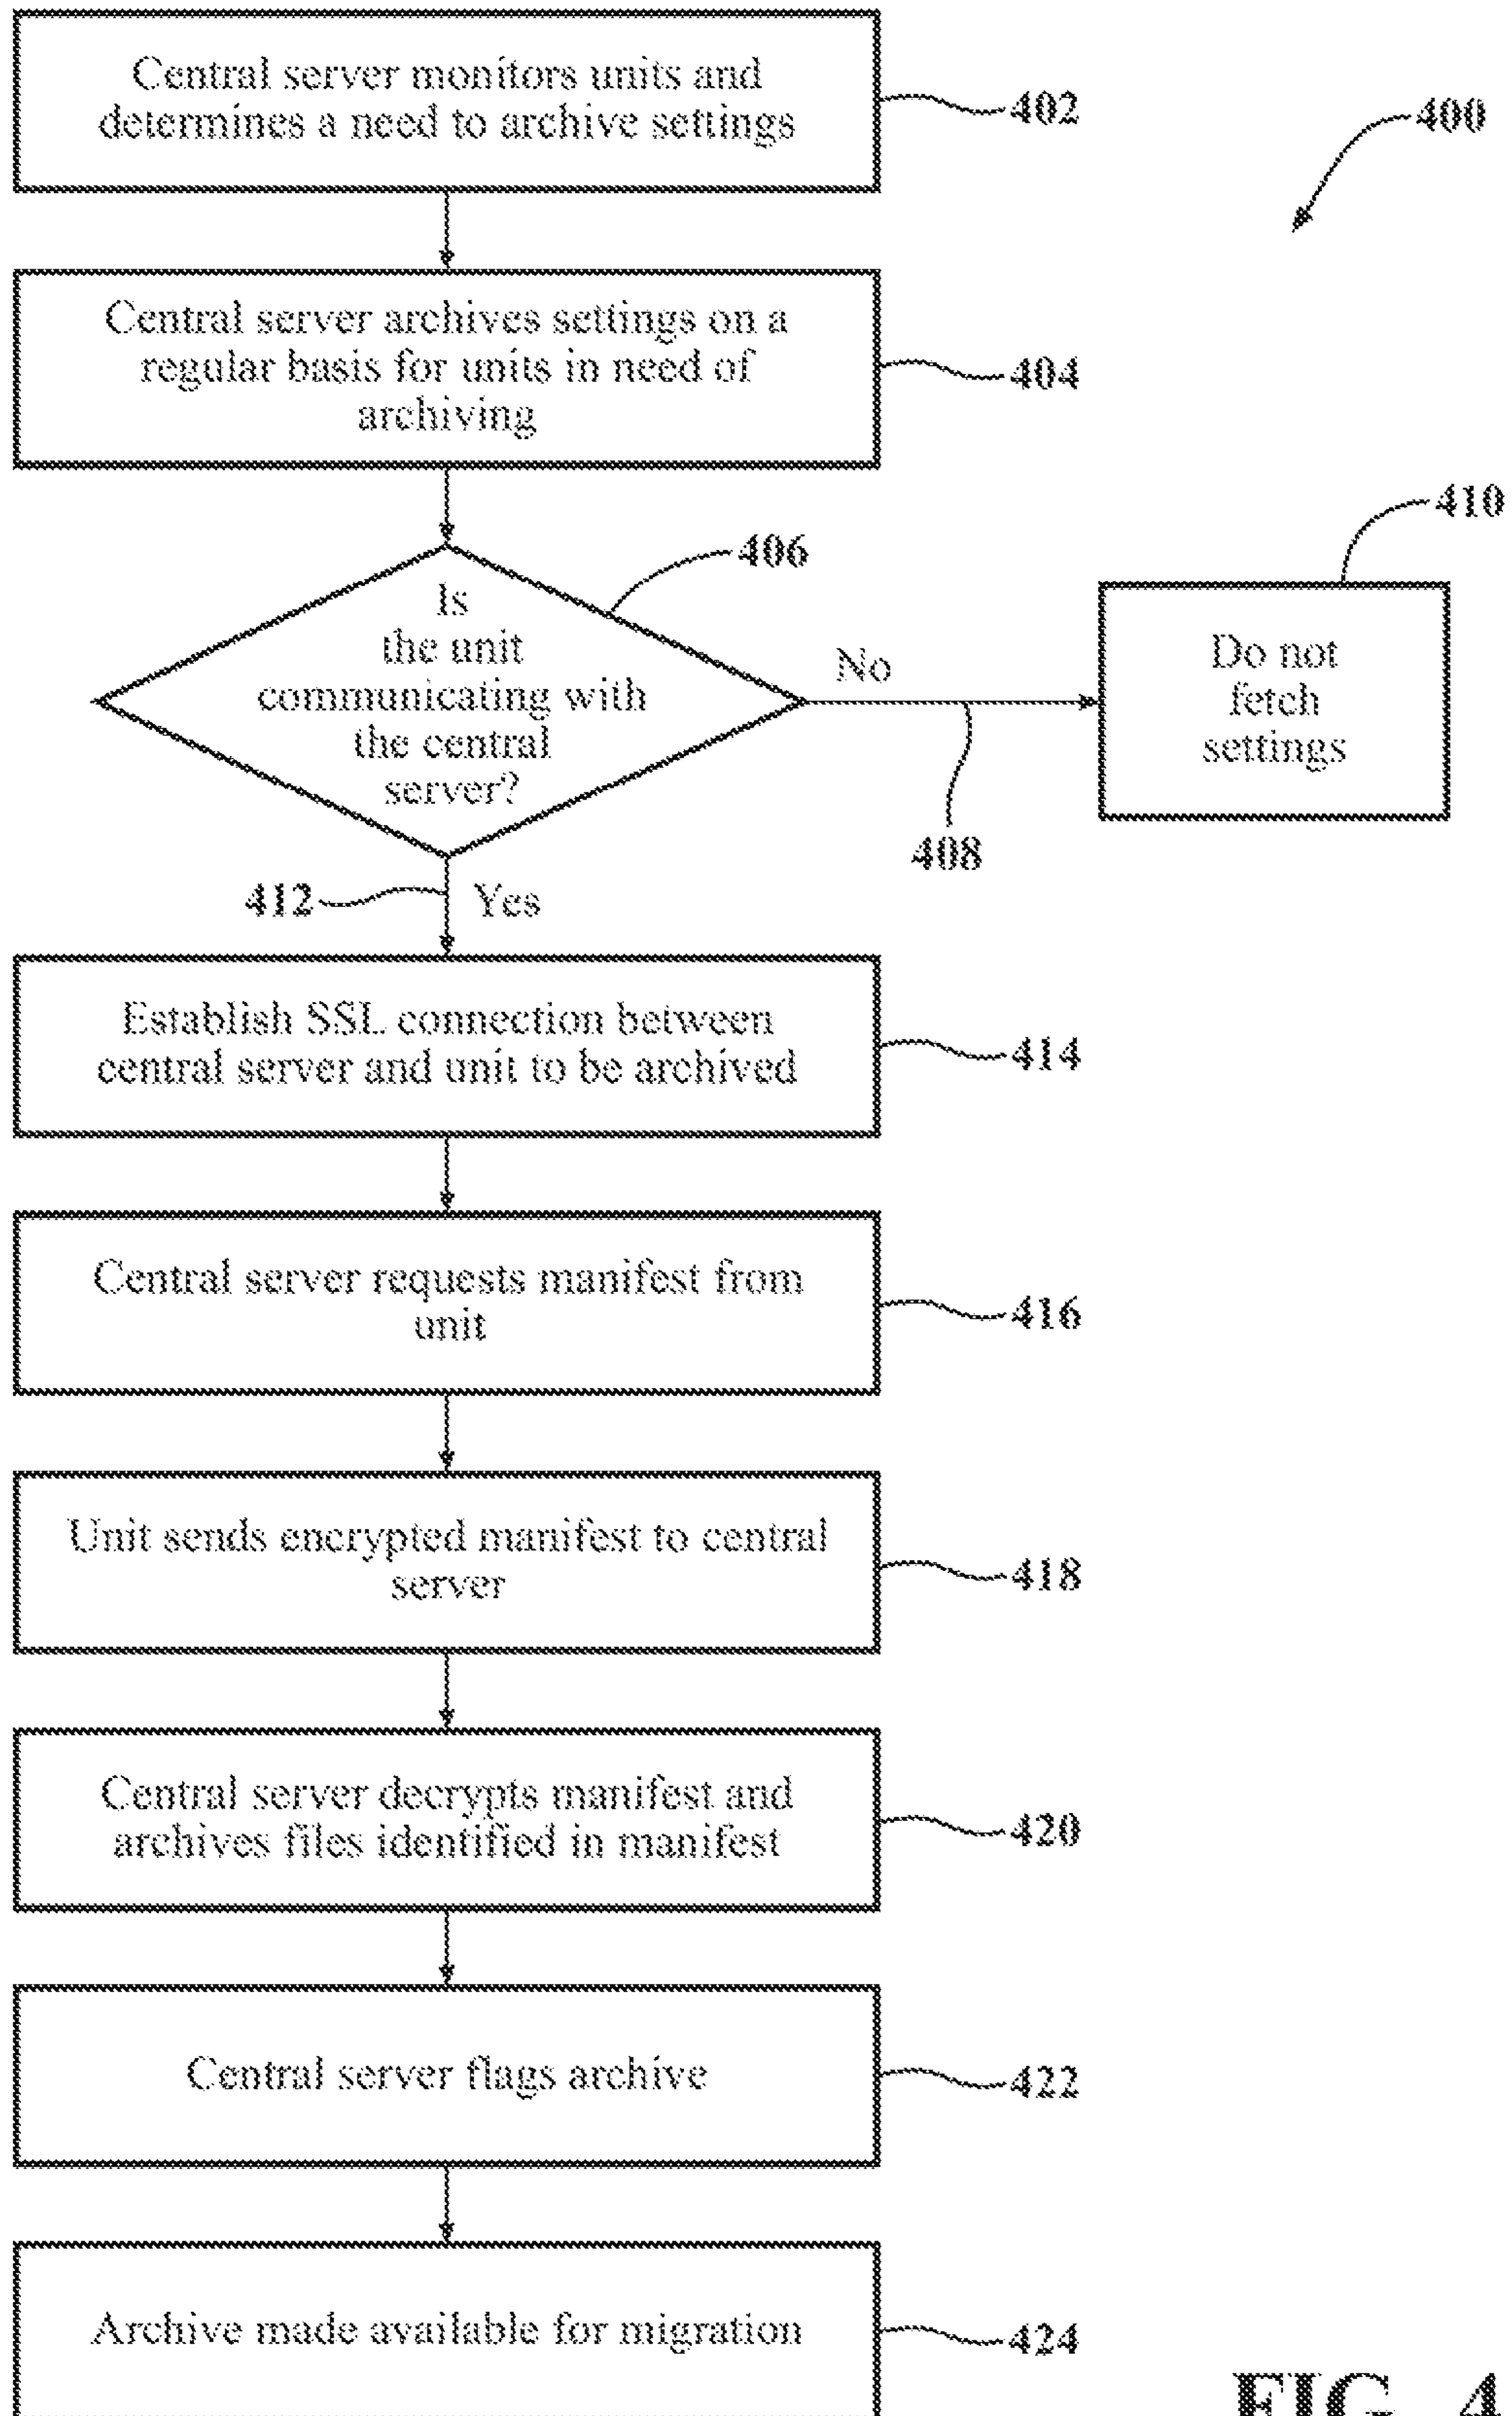 Central server monitors units and
determines a need to archive settings
402
400
Central server archives settings on a
regular basis for units in need of
archiving
404
406
410
Is
the unit
communicating with
the central
server?
No
408
Do not
fetch
settings
412
Yes
Establish SSL connection between
central server and unit to be archived
414
Central server requests manifest from
unit
416
Unit sends encrypted manifest to central
server
418
Central server decrypts manifest and
archives files identified in manifest
420
Central server flags archive
422
Archive made available for migration
424
FIG. 4